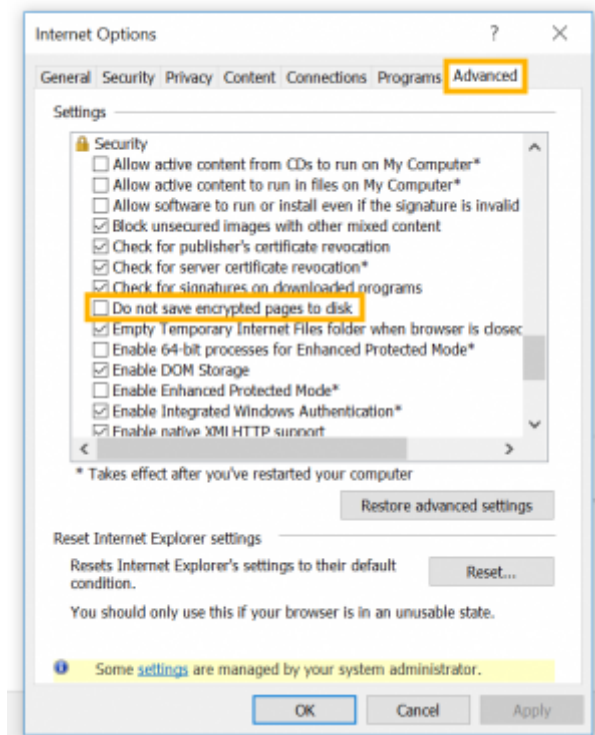 Internet Options
?
General Security Privacy Content Connections Programs Advanced
Settings
Security
Allow active content from CDs to run on My Computer*
Allow active content to run in files on My Computer*
Allow software to run or install even if the signature is invalid
Block unsecured images with other mixed content
Check for publisher's certificate revocation
Check for server certificate revocation*
Check for signatures on downloaded programs
Do not save encrypted pages to disk
Empty Temporary Internet Files folder when browser is closec
Enable 64-bit processes for Enhanced Protected Mode*
Enable DOM Storage
Enable Enhanced Protected Mode*
Enable Integrated Windows Authentication*
Enable native XMLHTTP support
* Takes effect after you've restarted your computer
Restore advanced settings
Reset Internet Explorer settings
Resets Internet Explorer's settings to their default
condition.
Reset...
You should only use this if your browser is in an unusable state.
Some settings are managed by your system administrator.
OK Cancel Apply